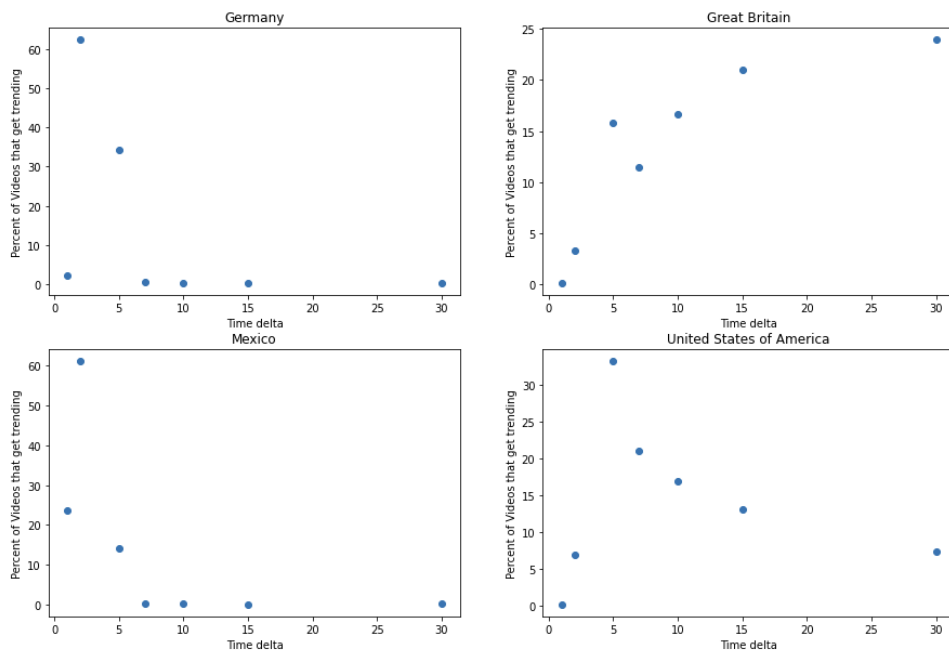 Germany
Percent of Videos that get trending
60
50
40
30
20
10
0
0 5 10 15 20 25 30
Time delta
Great Britain
Percent of Videos that get trending
25
20
15
10
5
0
0 5 10 15 20 25 30
Time delta
Mexico
Percent of Videos that get trending
60
50
40
30
20
10
0
0 5 10 15 20 25 30
Time delta
United States of America
Percent of Videos that get trending
30
25
20
15
10
5
0
0 5 10 15 20 25 30
Time delta